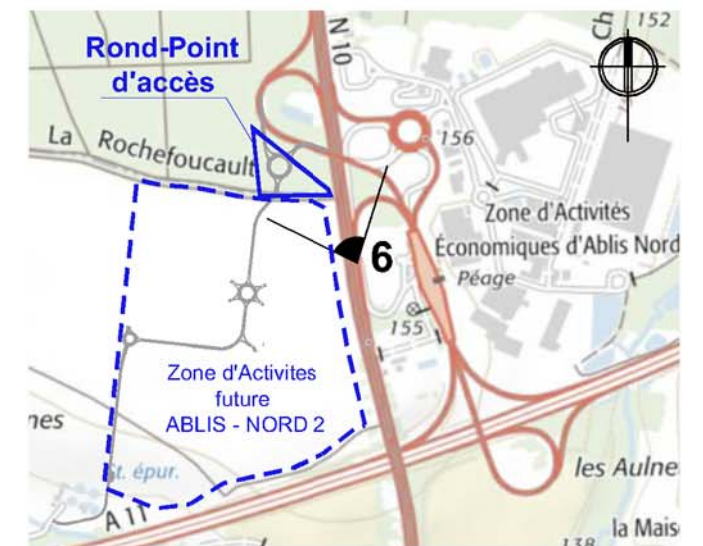 Rond-Point
d'accès
N 10
Ch
152
La Rochefoucault
156
Zone d'Activités
Économiques d'Ablis Nord
6
Péage
155
Zone d'Activites
future
ABLIS - NORD 2
nes
St. épur.
les Aulne
A 11
la Mais
138